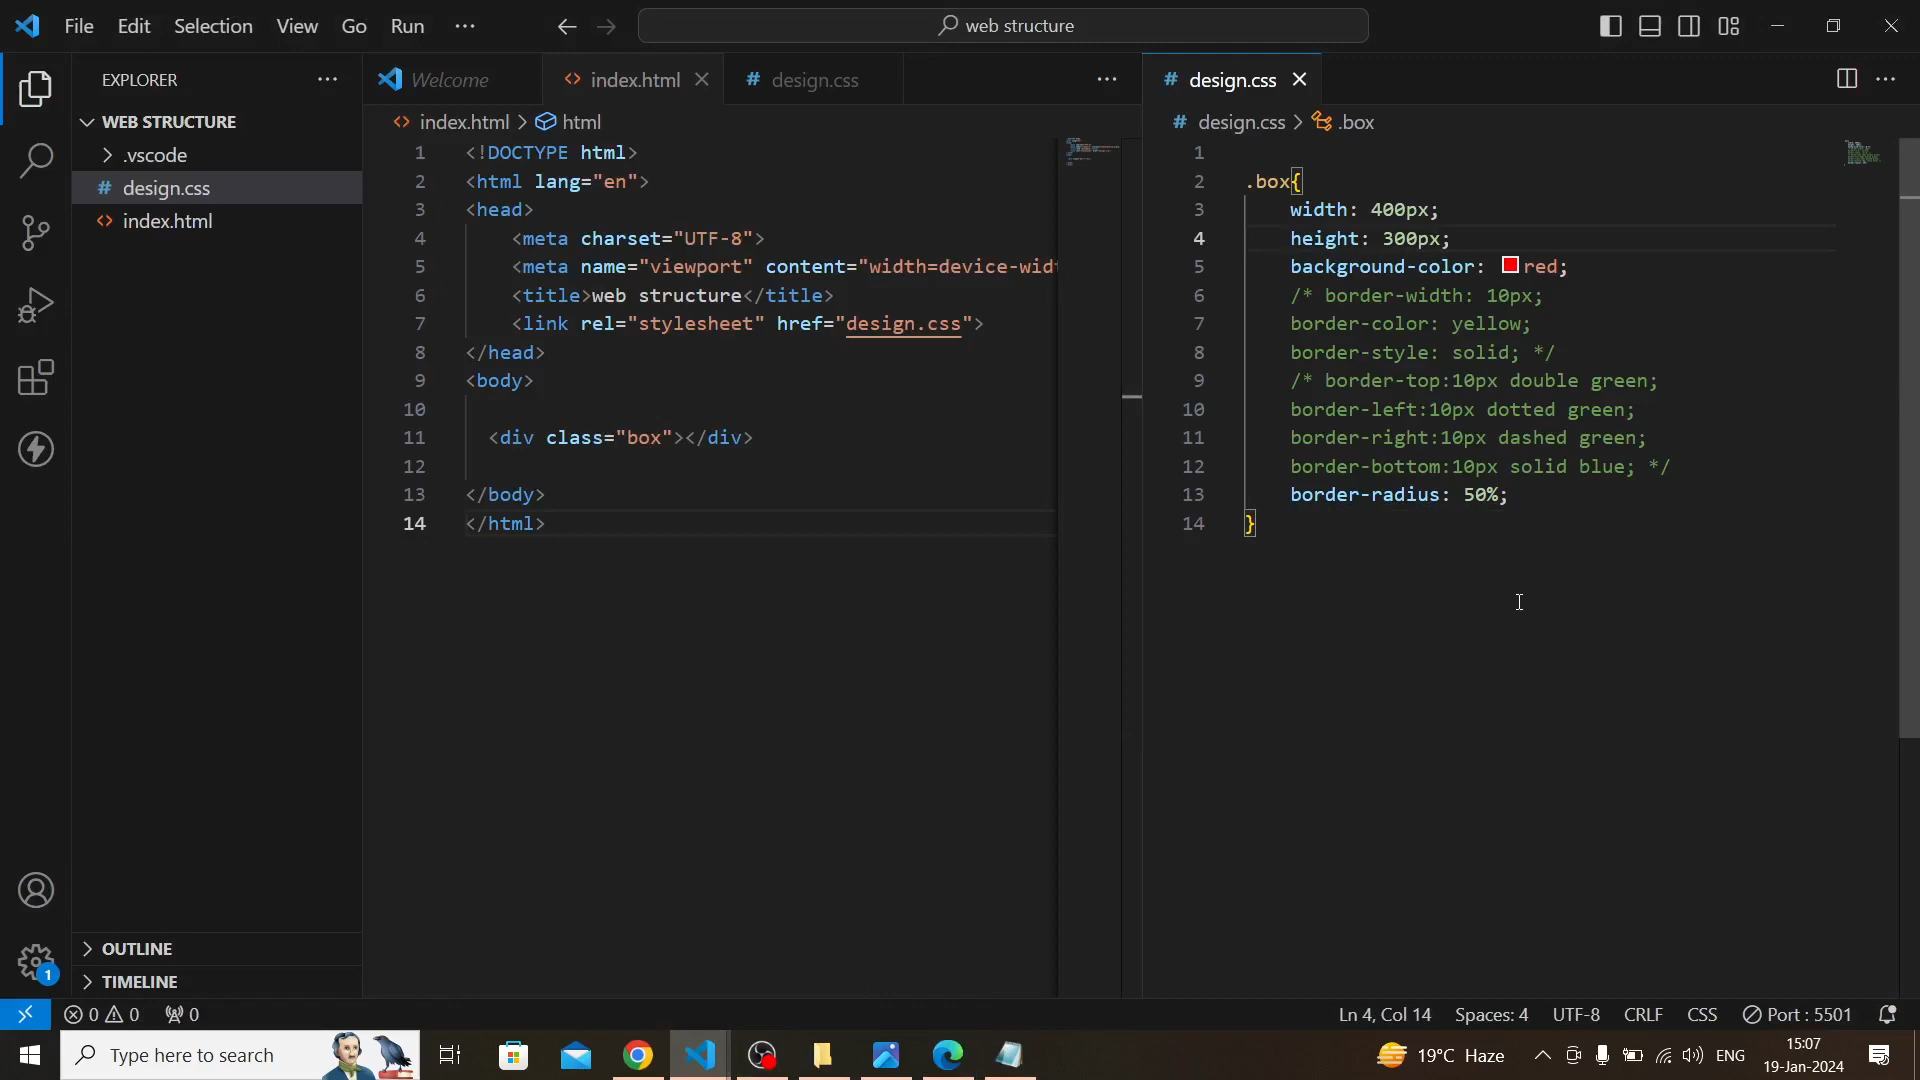 File Edit Selection View Go Run ···
web structure
EXPLORER ···
WEB STRUCTURE
.vscode
# design.css
<> index.html
OUTLINE
TIMELINE
Welcome
<> index.html
# design.css
···
<> index.html > html
1 <!DOCTYPE html>
2 <html lang="en">
3 <head>
4 <meta charset="UTF-8">
5 <meta name="viewport" content="width=device-widt
6 <title>web structure</title>
7 <link rel="stylesheet" href="design.css">
8 </head>
9 <body>
10
11 <div class="box"></div>
12
13 </body>
14 </html>
# design.css
···
# design.css > .box
1
2 .box{
3 width: 400px;
4 height: 300px;
5 background-color: red;
6 /* border-width: 10px;
7 border-color: yellow;
8 border-style: solid; */
9 /* border-top:10px double green;
10 border-left:10px dotted green;
11 border-right:10px dashed green;
12 border-bottom:10px solid blue; */
13 border-radius: 50%;
14 }
1
0 0 0
Ln 4, Col 14 Spaces: 4 UTF-8 CRLF CSS Port : 5501
Type here to search
19°C Haze
ENG
15:07
19-Jan-2024